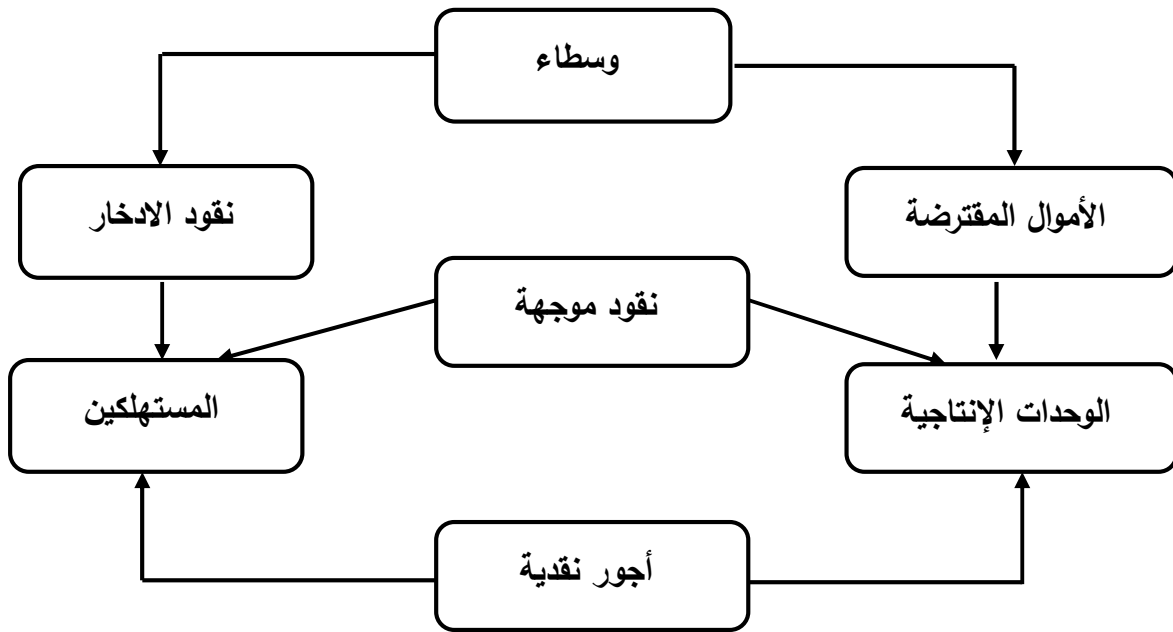 وسطاء
الأموال المقترضة
نقود الادخار
نقود موجهة
الوحدات الإنتاجية
المستهلكين
أجور نقدية